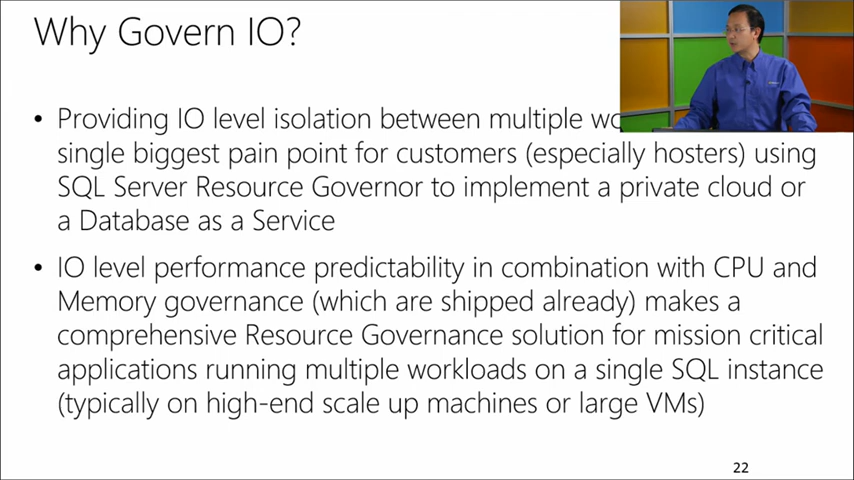 Why Govern IO?
• Providing IO level isolation between multiple
single biggest pain point for customers (especially hosters) using
SQL Server Resource Governor to implement a private cloud or
a Database as a Service
• IO level performance predictability in combination with CPU and
Memory governance (which are shipped already) makes a
comprehensive Resource Governance solution for mission critical
applications running multiple workloads on a single SQL instance
(typically on high-end scale up machines or large VMs)
22